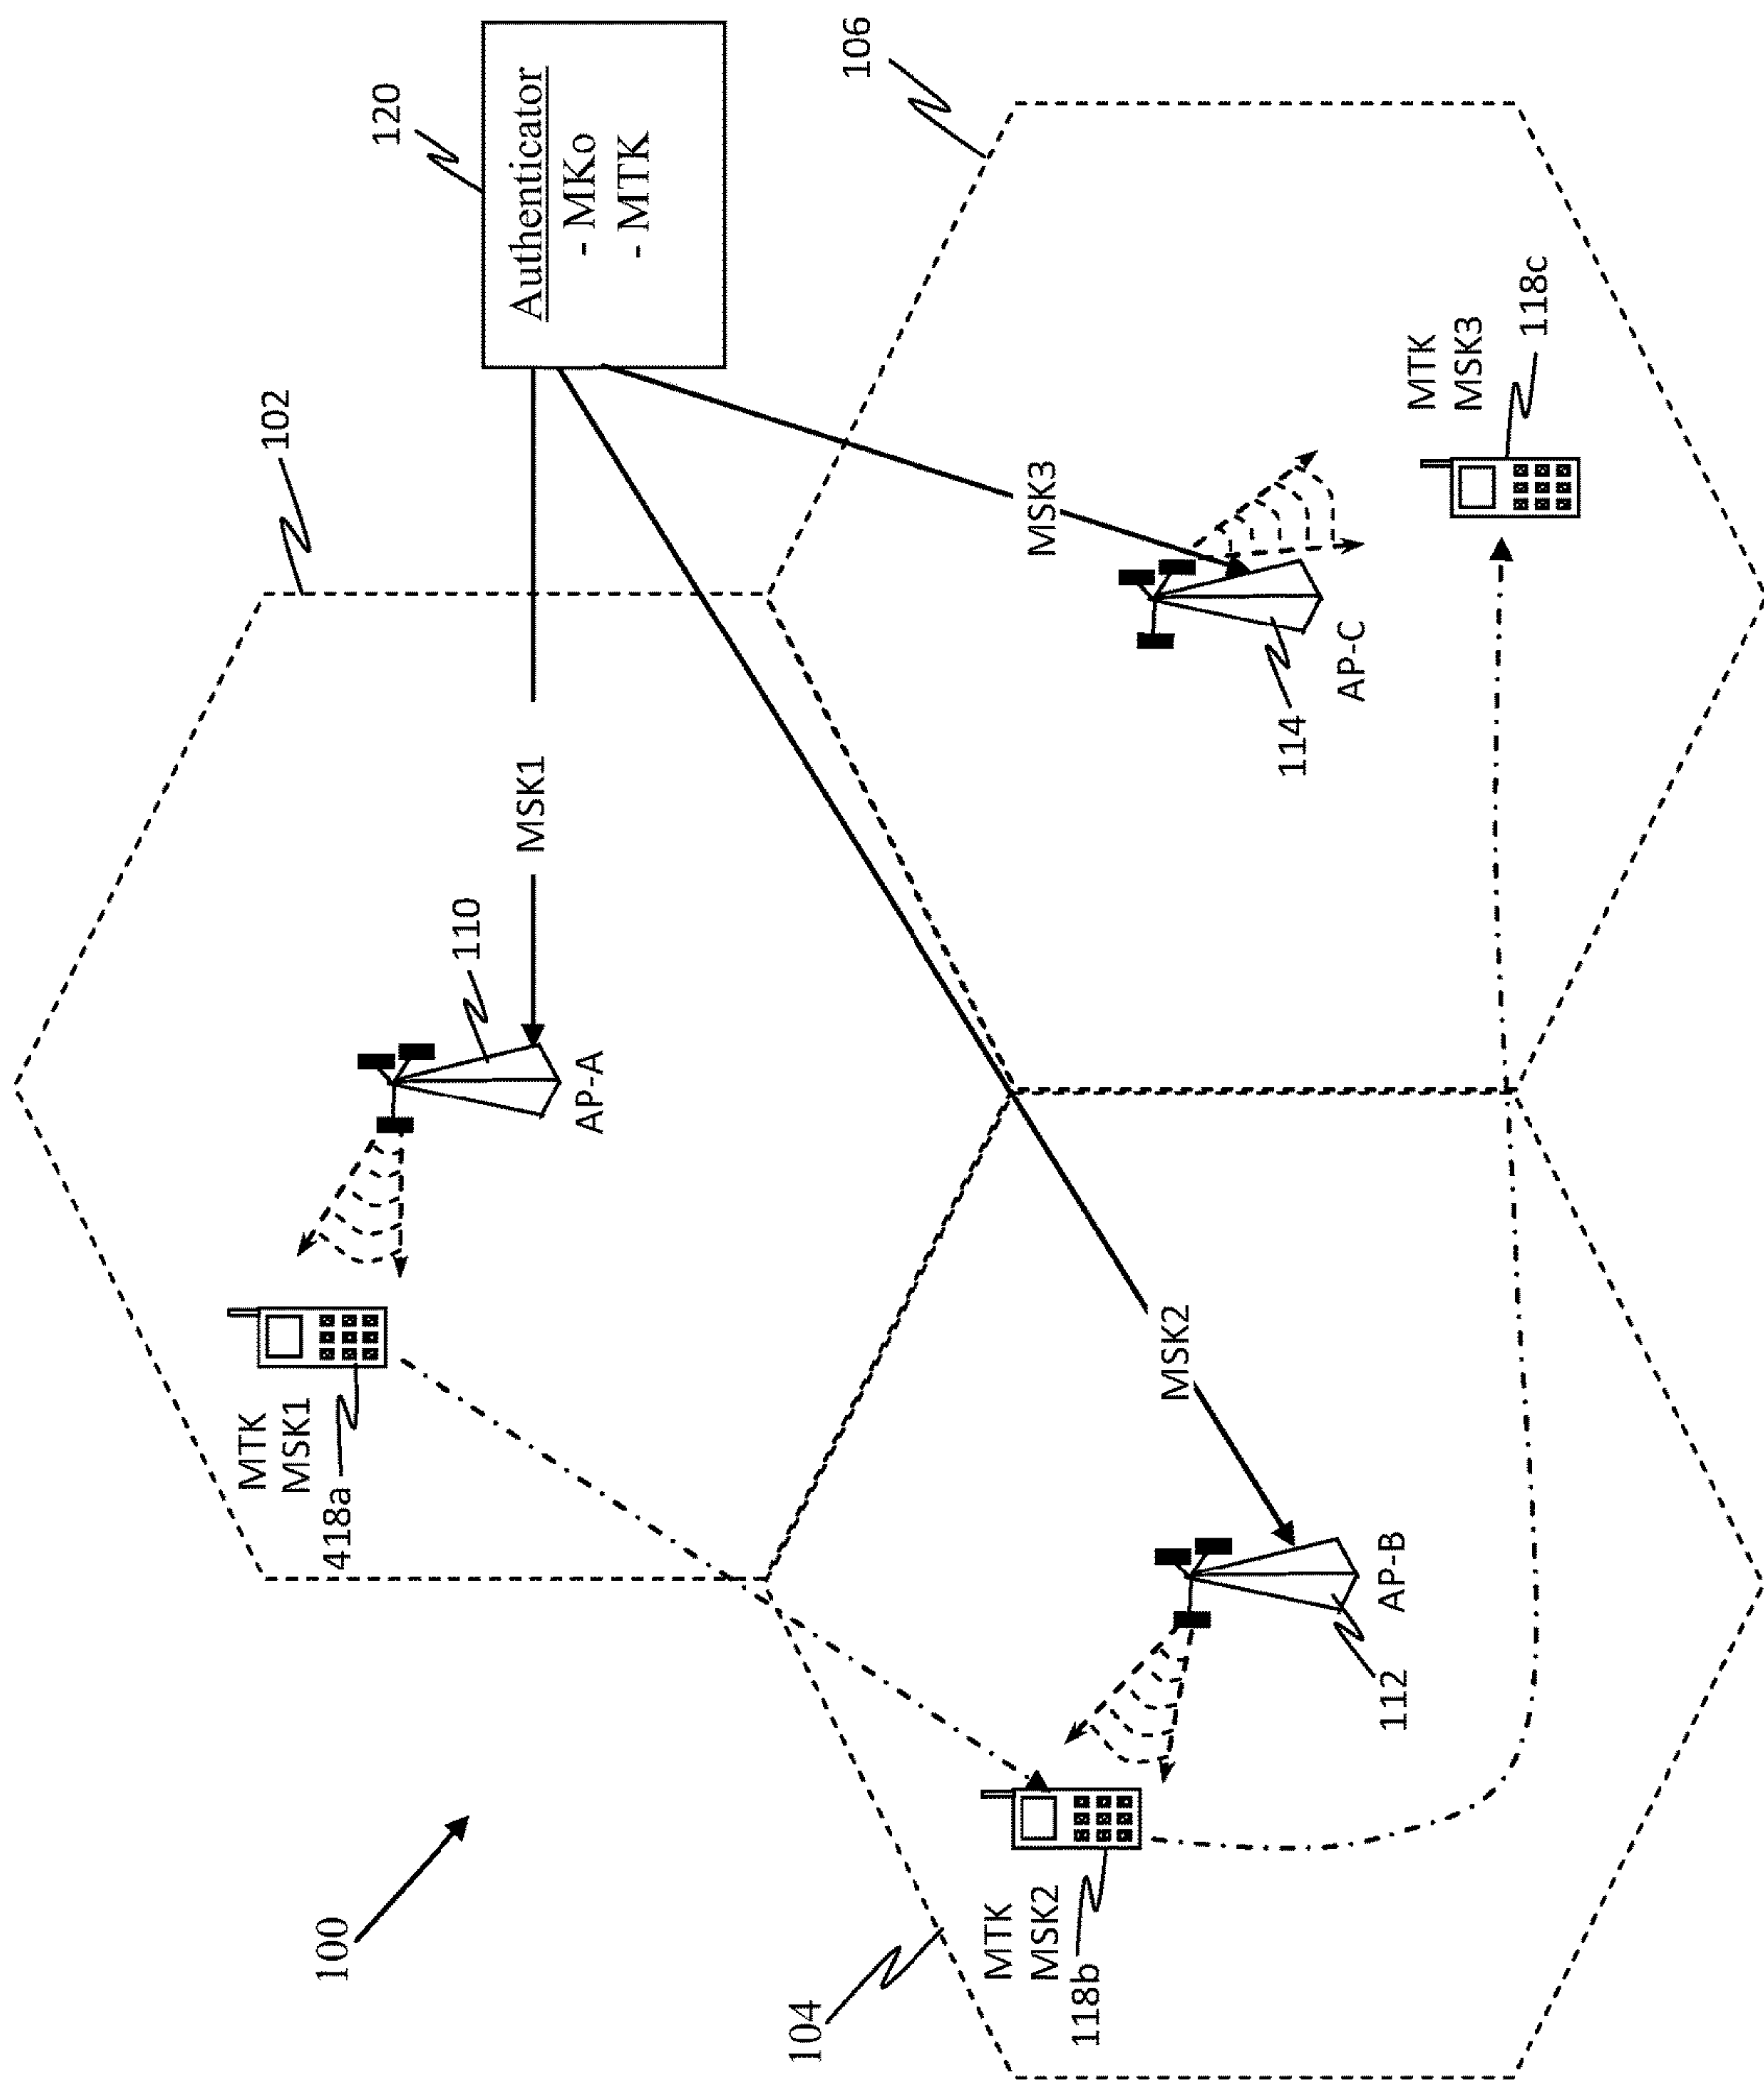 100
102
120
Authenticator
- MKo
- MTK
106
MTK
MSK1
418a
110
AP-A
MSK1
104
MTK
MSK2
118b
112
AP-B
MSK2
MSK3
114
AP-C
MTK
MSK3
118c